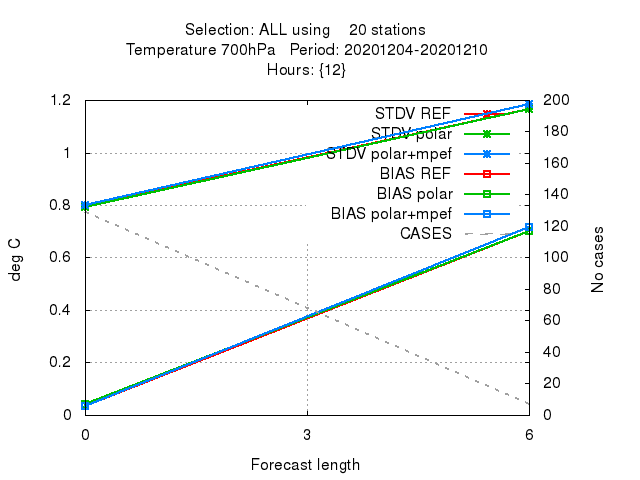 Selection: ALL using    20 stations
Temperature 700hPa   Period: 20201204-20201210
Hours: {12}
1.2
1
0.8
0.6
0.4
0.2
0
200
180
160
140
120
100
80
60
40
20
0
STDV REF
STDV polar
STDV polar+mpef
BIAS REF
BIAS polar
BIAS polar+mpef
CASES
deg C
No cases
0 3 6
Forecast length